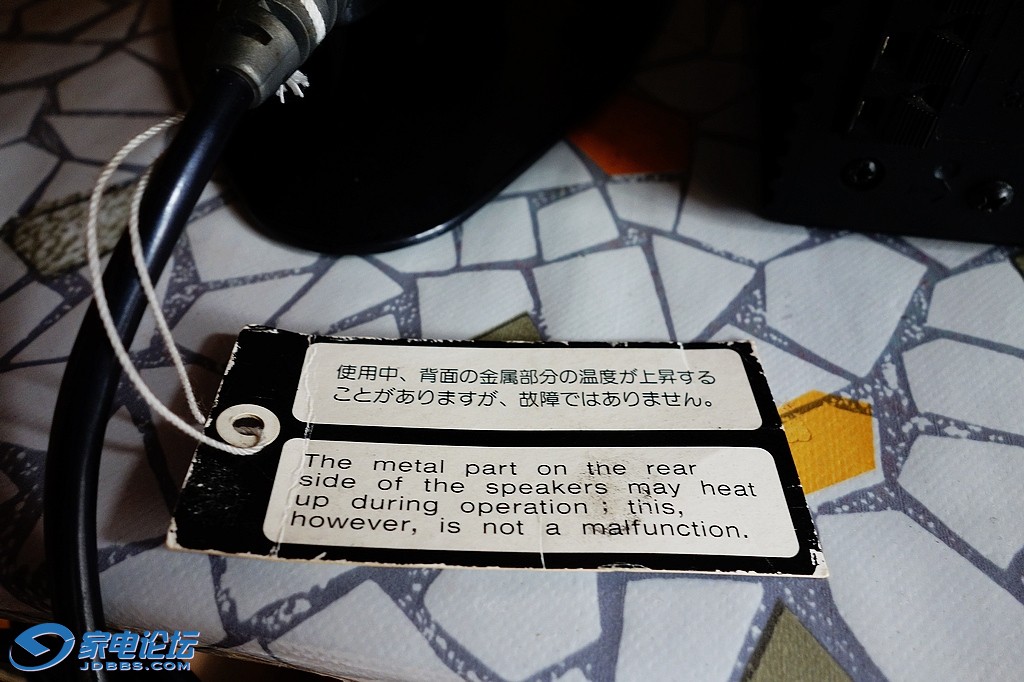 使用中、背面の金属部分の温度が上昇する
ことがありますが、故障ではありません。
The metal part on the rear
side of the speakers may heat
up during operation ; this,
however, is not a malfunction.
家电论坛
JDBBS.COM